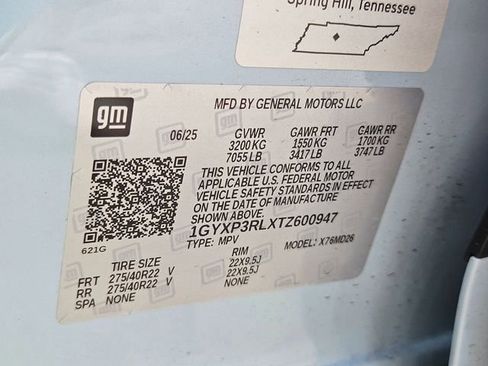 Spring Hill, Tennessee
gm
MFD BY GENERAL MOTORS LLC
06/25 GVWR GAWR FRT GAWR RR
3200 KG 1550 KG 1700 KG
7055 LB 3417 LB 3747 LB
THIS VEHICLE CONFORMS TO ALL
APPLICABLE U.S. FEDERAL MOTOR
VEHICLE SAFETY STANDARDS IN EFFECT
ON THE DATE OF MANUFACTURE
SHOWN ABOVE.
1GYXP3RLXTZ600947
TYPE: MPV MODEL: X76MD26
621G
TIRE SIZE RIM
FRT 275/40R22 V 22X9.5J
RR 275/40R22 V 22X9.5J
SPA NONE NONE